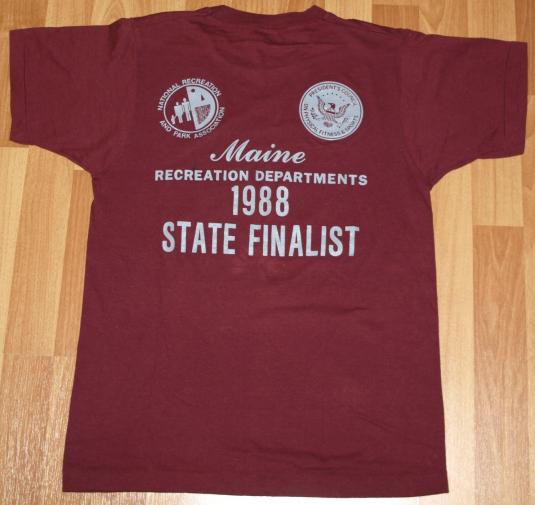 NATIONAL RECREATION
AND PARK ASSOCIATION
PRESIDENT'S COUNCIL
ON PHYSICAL FITNESS & SPORTS
Maine
RECREATION DEPARTMENTS
1988
STATE FINALIST